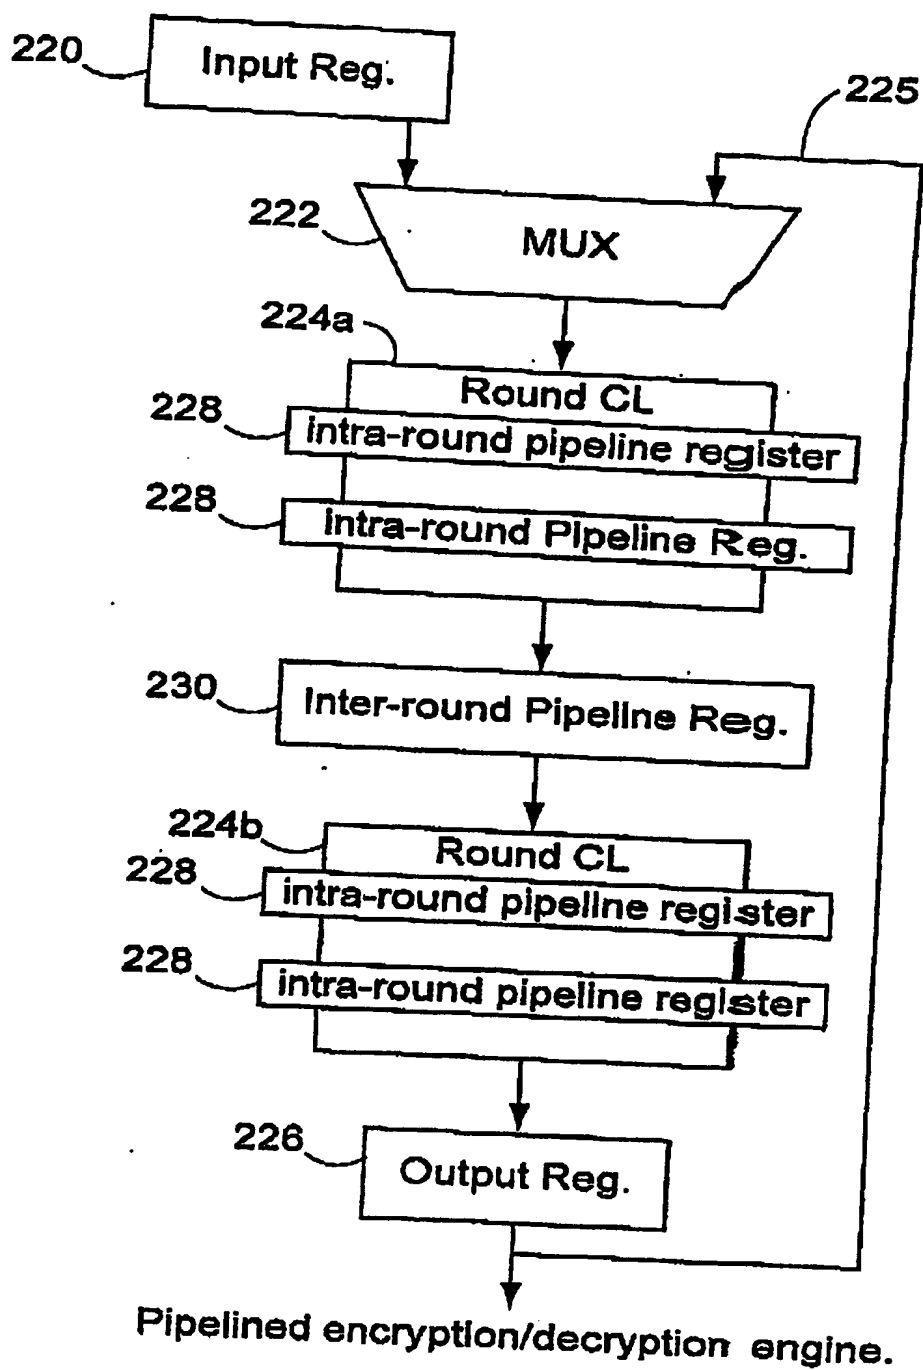 220
Input Reg.
225
222
MUX
224a
Round CL
228
intra-round pipeline register
228
intra-round Pipeline Reg.
230
Inter-round Pipeline Reg.
224b
Round CL
228
intra-round pipeline register
228
intra-round pipeline register
226
Output Reg.
Pipelined encryption/decryption engine.